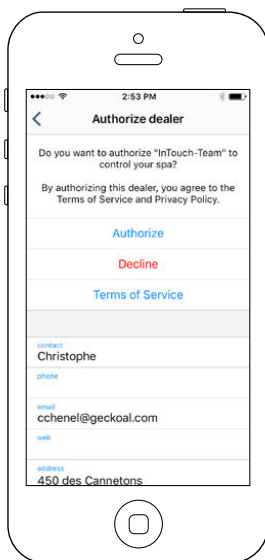 2:53 PM
Authorize dealer
Do you want to authorize "InTouch-Team" to
control your spa?
By authorizing this dealer, you agree to the
Terms of Service and Privacy Policy.
Authorize
Decline
Terms of Service
contact
Christophe
phone
email
cchenel@geckoal.com
web
address
450 des Cannetons